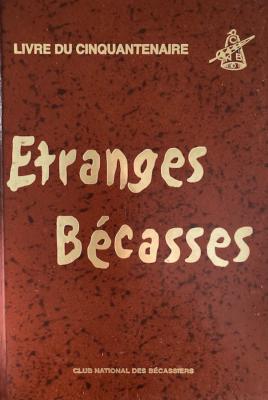 LIVRE DU CINQUANTENAIRE
Etranges
Bécasses
CLUB NATIONAL DES BÉCASSIERS